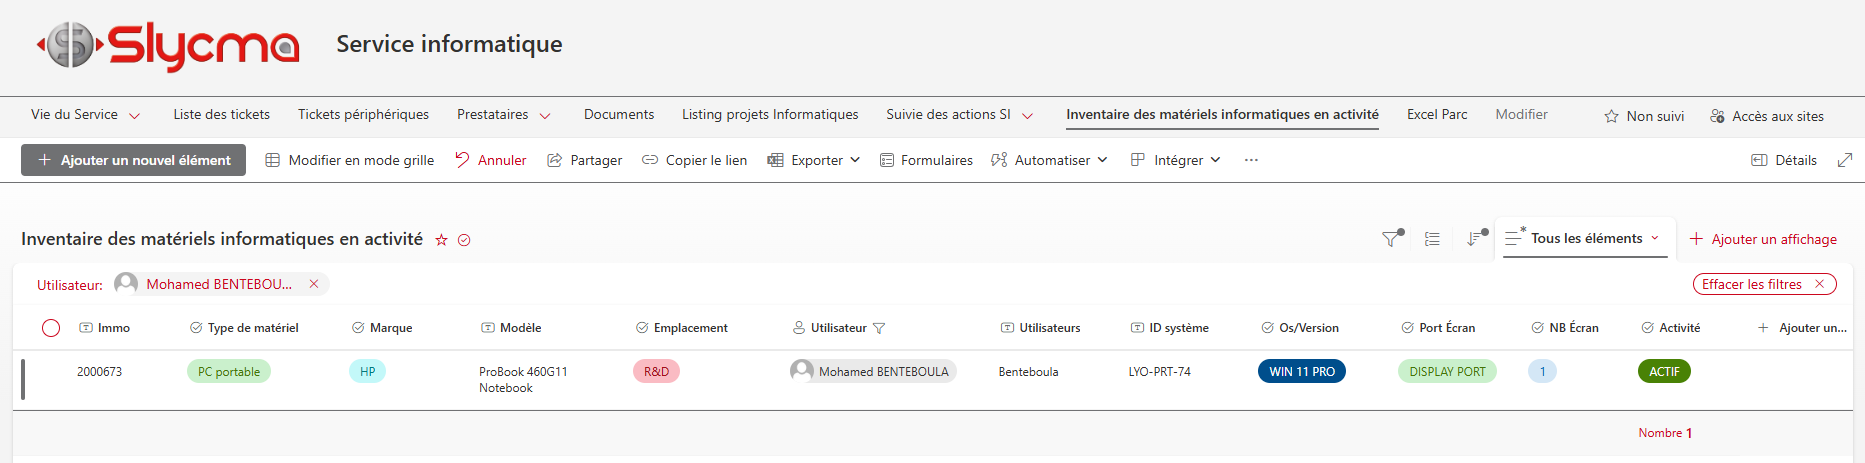 Slycma Service informatique
Vie du Service Liste des tickets Tickets périphériques Prestataires Documents Listing projets Informatiques Suivie des actions SI Inventaire des matériels informatiques en activité Excel Parc Modifier Non suivi Accès aux sites
+ Ajouter un nouvel élément Modifier en mode grille Annuler Partager Copier le lien Exporter Formulaires Automatiser Intégrer ... Détails
Inventaire des matériels informatiques en activité Tous les éléments + Ajouter un affichage
Utilisateur: Mohamed BENTEBOU... Effacer les filtres
Immo Type de matériel Marque Modèle Emplacement Utilisateur Utilisateurs ID système Os/Version Port Écran NB Écran Activité + Ajouter un...
2000673 PC portable HP ProBook 460G11 R&D Mohamed BENTEBOULA Benteboula LYO-PRT-74 WIN 11 PRO DISPLAY PORT 1 ACTIF
Notebook
Nombre 1